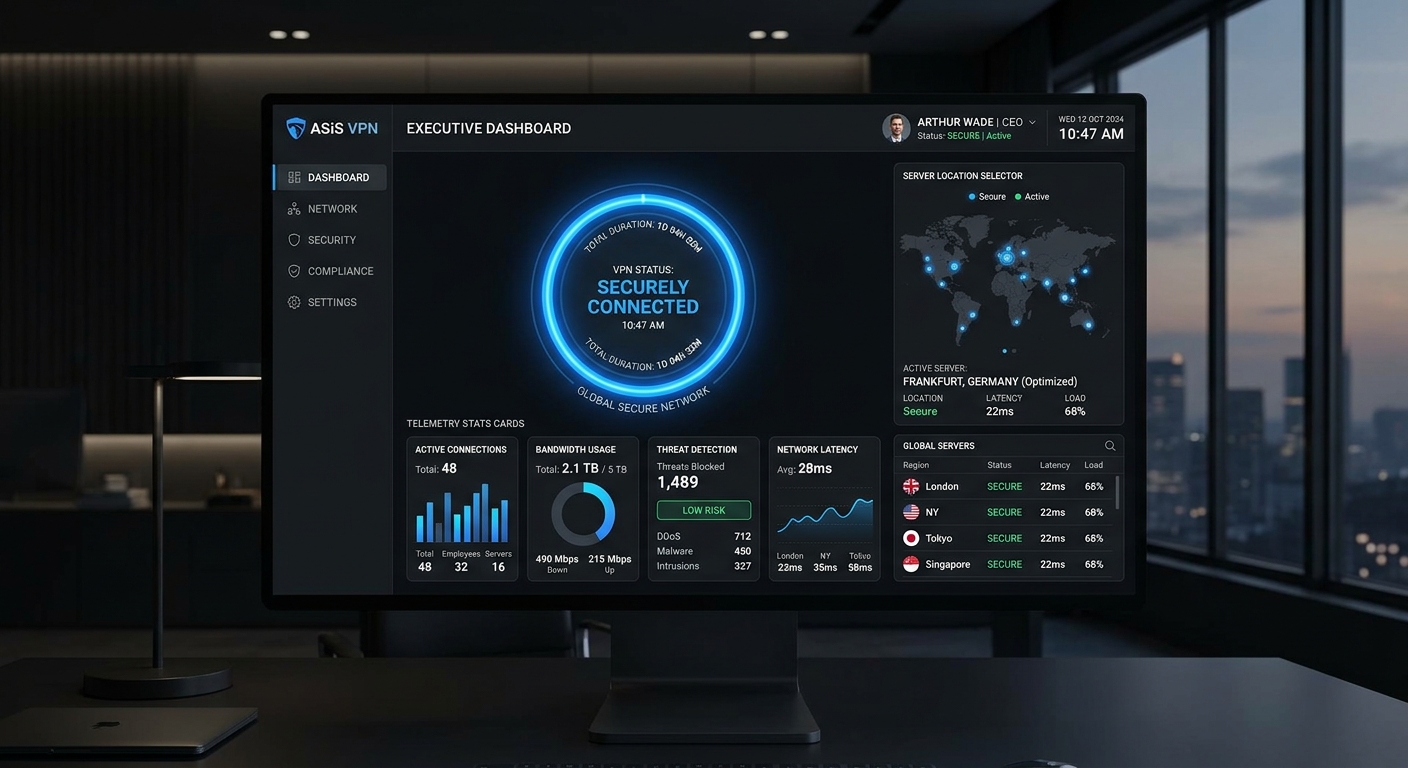 ASiS VPN
EXECUTIVE DASHBOARD
ARTHUR WADE | CEO
Status: SECURE | Active
WED 12 OCT 2024
10:47 AM
DASHBOARD
NETWORK
SECURITY
COMPLIANCE
SETTINGS
TOTAL DURATION: 1D
VPN STATUS:
SECURELY
CONNECTED
10:47 AM
TOTAL DURATION: 1D
GLOBAL SECURE NETWORK
SERVER LOCATION SELECTOR
Secure Active
ACTIVE SERVER:
FRANKFURT, GERMANY (Optimized)
LOCATION LATENCY LOAD
Seeure 22ms 68%
TELEMETRY STATS CARDS
ACTIVE CONNECTIONS
Total: 48
Total Employees Servers
48 32 16
BANDWIDTH USAGE
Total: 2.1 TB / 5 TB
490 Mbps 215 Mbps
Bown Up
THREAT DETECTION
Threats Blocked
1,489
LOW RISK
DDoS 712
Malware 450
Intrusions 327
NETWORK LATENCY
Avg: 28ms
London NY
22ms 35ms 58ms
GLOBAL SERVERS
Region Status Latency Load
London SECURE 22ms 68%
NY SECURE 22ms 68%
Tokyo SECURE 22ms 68%
Singapore SECURE 22ms 68%